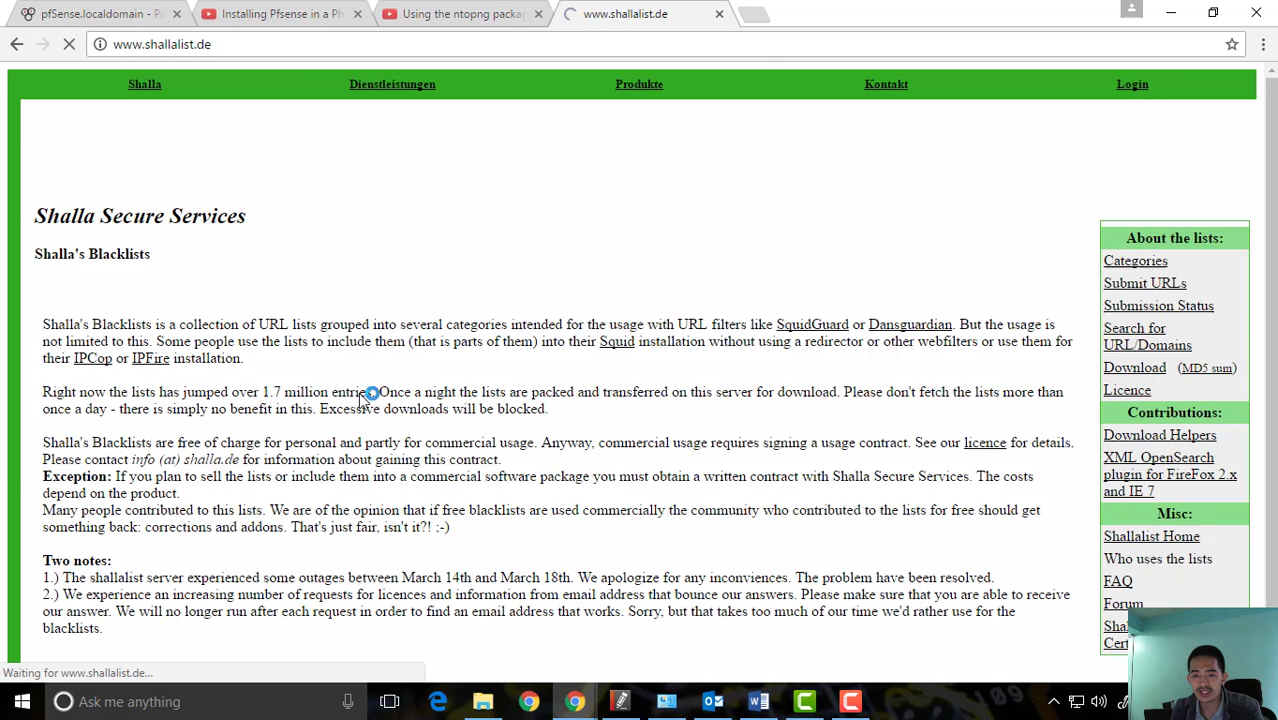 pfSense.localdomain - Pa
Installing Pfsense in a Ph
Using the ntopng packag
www.shallalist.de
www.shallalist.de
Shalla Dienstleistungen Produkte Kontakt Login
Shalla Secure Services
Shalla's Blacklists
Shalla's Blacklists is a collection of URL lists grouped into several categories intended for the usage with URL filters like SquidGuard or Dansguardian. But the usage is
not limited to this. Some people use the lists to include them (that is parts of them) into their Squid installation without using a redirector or other webfilters or use them for
their IPCop or IPFire installation.
Right now the lists has jumped over 1.7 million entries. Once a night the lists are packed and transferred on this server for download. Please don't fetch the lists more than
once a day - there is simply no benefit in this. Excessive downloads will be blocked.
Shalla's Blacklists are free of charge for personal and partly for commercial usage. Anyway, commercial usage requires signing a usage contract. See our licence for details.
Please contact info (at) shalla.de for information about gaining this contract.
Exception: If you plan to sell the lists or include them into a commercial software package you must obtain a written contract with Shalla Secure Services. The costs
depend on the product.
Many people contributed to this lists. We are of the opinion that if free blacklists are used commercially the community who contributed to the lists for free should get
something back: corrections and addons. That's just fair, isn't it?! ;-)
Two notes:
1.) The shallalist server experienced some outages between March 14th and March 18th. We apologize for any inconviences. The problem have been resolved.
2.) We experience an increasing number of requests for licences and information from email address that bounce our answers. Please make sure that you are able to receive
our answer. We will no longer run after each request in order to find an email address that works. Sorry, but that takes too much of our time we'd rather use for the
blacklists.
About the lists:
Categories
Submit URLs
Submission Status
Search for
URL/Domains
Download (MD5 sum)
Licence
Contributions:
Download Helpers
XML OpenSearch
plugin for FireFox 2.x
and IE 7
Misc:
Shallalist Home
Who uses the lists
FAQ
Forum
Waiting for www.shallalist.de...
Ask me anything